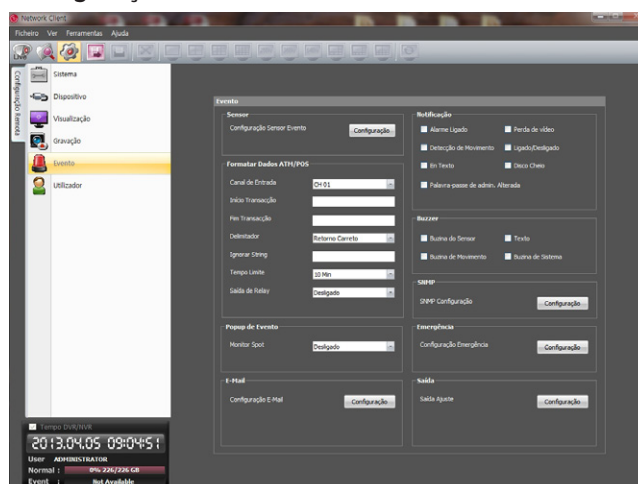 Network Client
Ficheiro Ver Ferramentas Ajuda
Live
Configuração Remota
Sistema
Dispositivo
Visualização
Gravação
Evento
Utilizador
Evento
Sensor
Configuração Sensor Evento
Configuração
Formatar Dados ATM/POS
Canal de Entrada
CH 01
Início Transacção
Fim Transacção
Delimitador
Retorno Carreto
Ignorar String
Tempo Limite
10 Min
Saída de Relay
Desligado
Popup de Evento
Monitor Spot
Desligado
E-Mail
Configuração E-Mail
Configuração
Notificação
Alarme Ligado
Perda de vídeo
Detecção de Movimento
Ligado/Desligado
En Texto
Disco Cheio
Palavra-passe de admin. Alterada
Buzzer
Buzina do Sensor
Texto
Buzina de Movimento
Buzina de Sistema
SNMP
SNMP Configuração
Configuração
Emergência
Configuração Emergência
Configuração
Saída
Saída Ajuste
Configuração
Tempo DVR/NVR
2013.04.05 09:04:51
User ADMINISTRATOR
Normal : 0% 226/226 GB
Event : Not Available